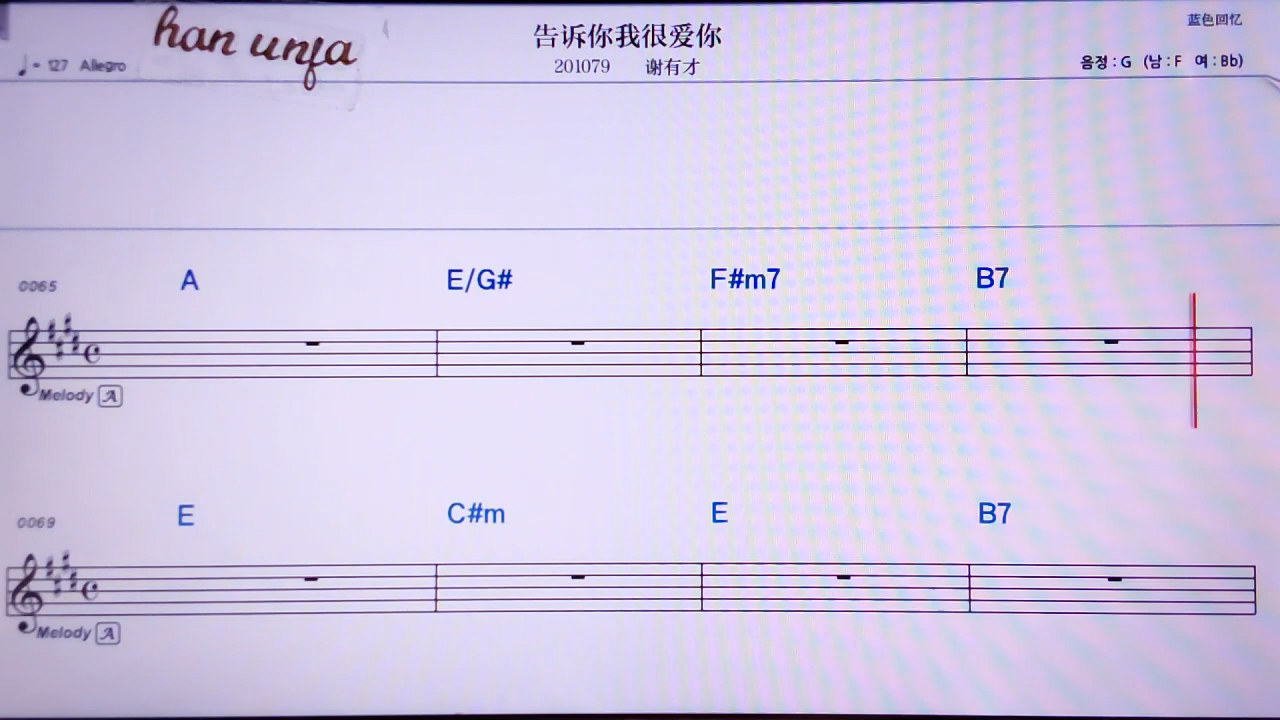 han unfa
告诉你我很爱你
蓝色回忆
♩= 127 Allegro
201079 谢有才
음정 : G (남 : F 여 : Bb)
0065 A E/G# F#m7 B7
Melody A
0069 E C#m E B7
Melody A